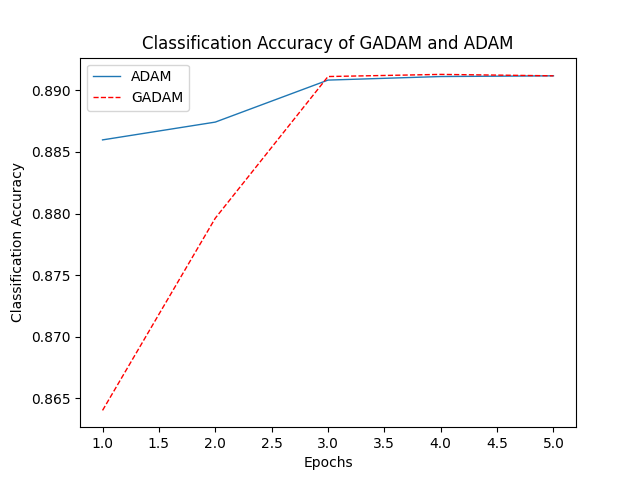 Classification Accuracy of GADAM and ADAM
ADAM
GADAM
0.890
0.885
0.880
0.875
0.870
0.865
Classification Accuracy
1.0 1.5 2.0 2.5 3.0 3.5 4.0 4.5 5.0
Epochs